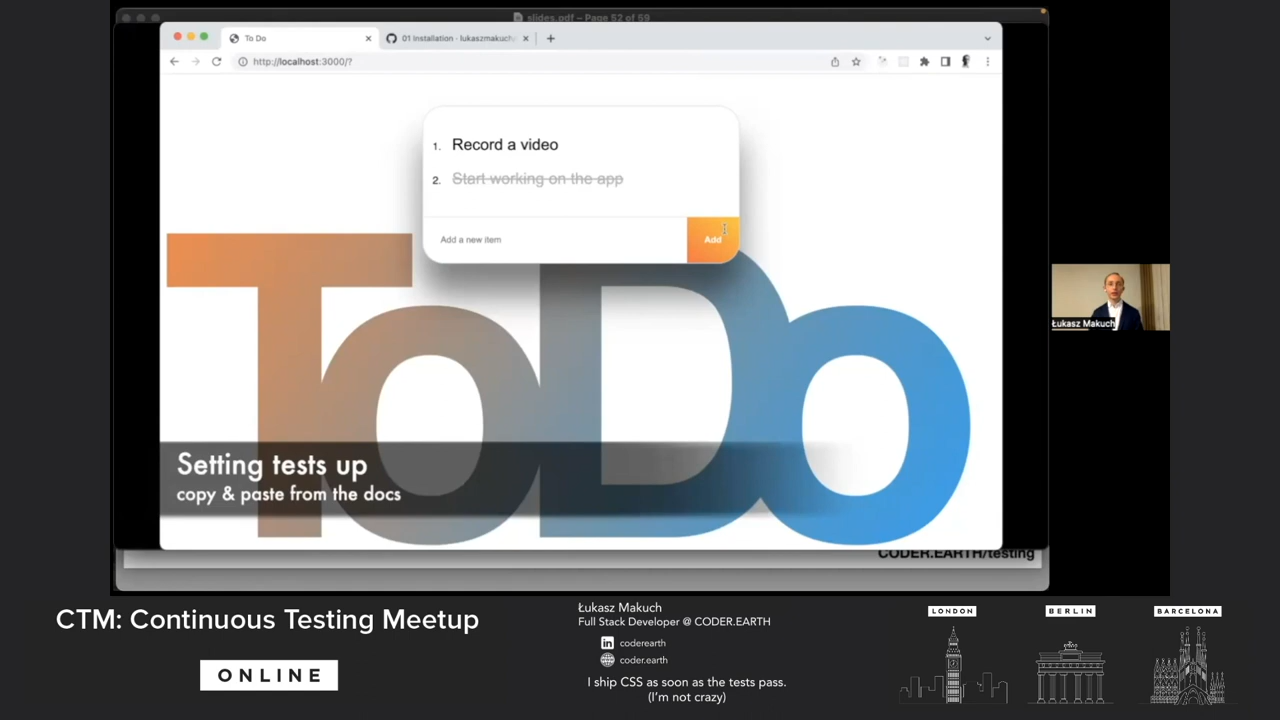 slides.pdf – Page 52 of 59
To Do
01 Installation · lukaszmakuch
http://localhost:3000/?
1. Record a video
2. Start working on the app
Add a new item
Add
ToDo
Setting tests up
copy & paste from the docs
CODER.EARTH/testing
Łukasz Makuch
CTM: Continuous Testing Meetup
ONLINE
Łukasz Makuch
Full Stack Developer @ CODER.EARTH
in coderearth
coder.earth
I ship CSS as soon as the tests pass.
(I'm not crazy)
LONDON
BERLIN
BARCELONA